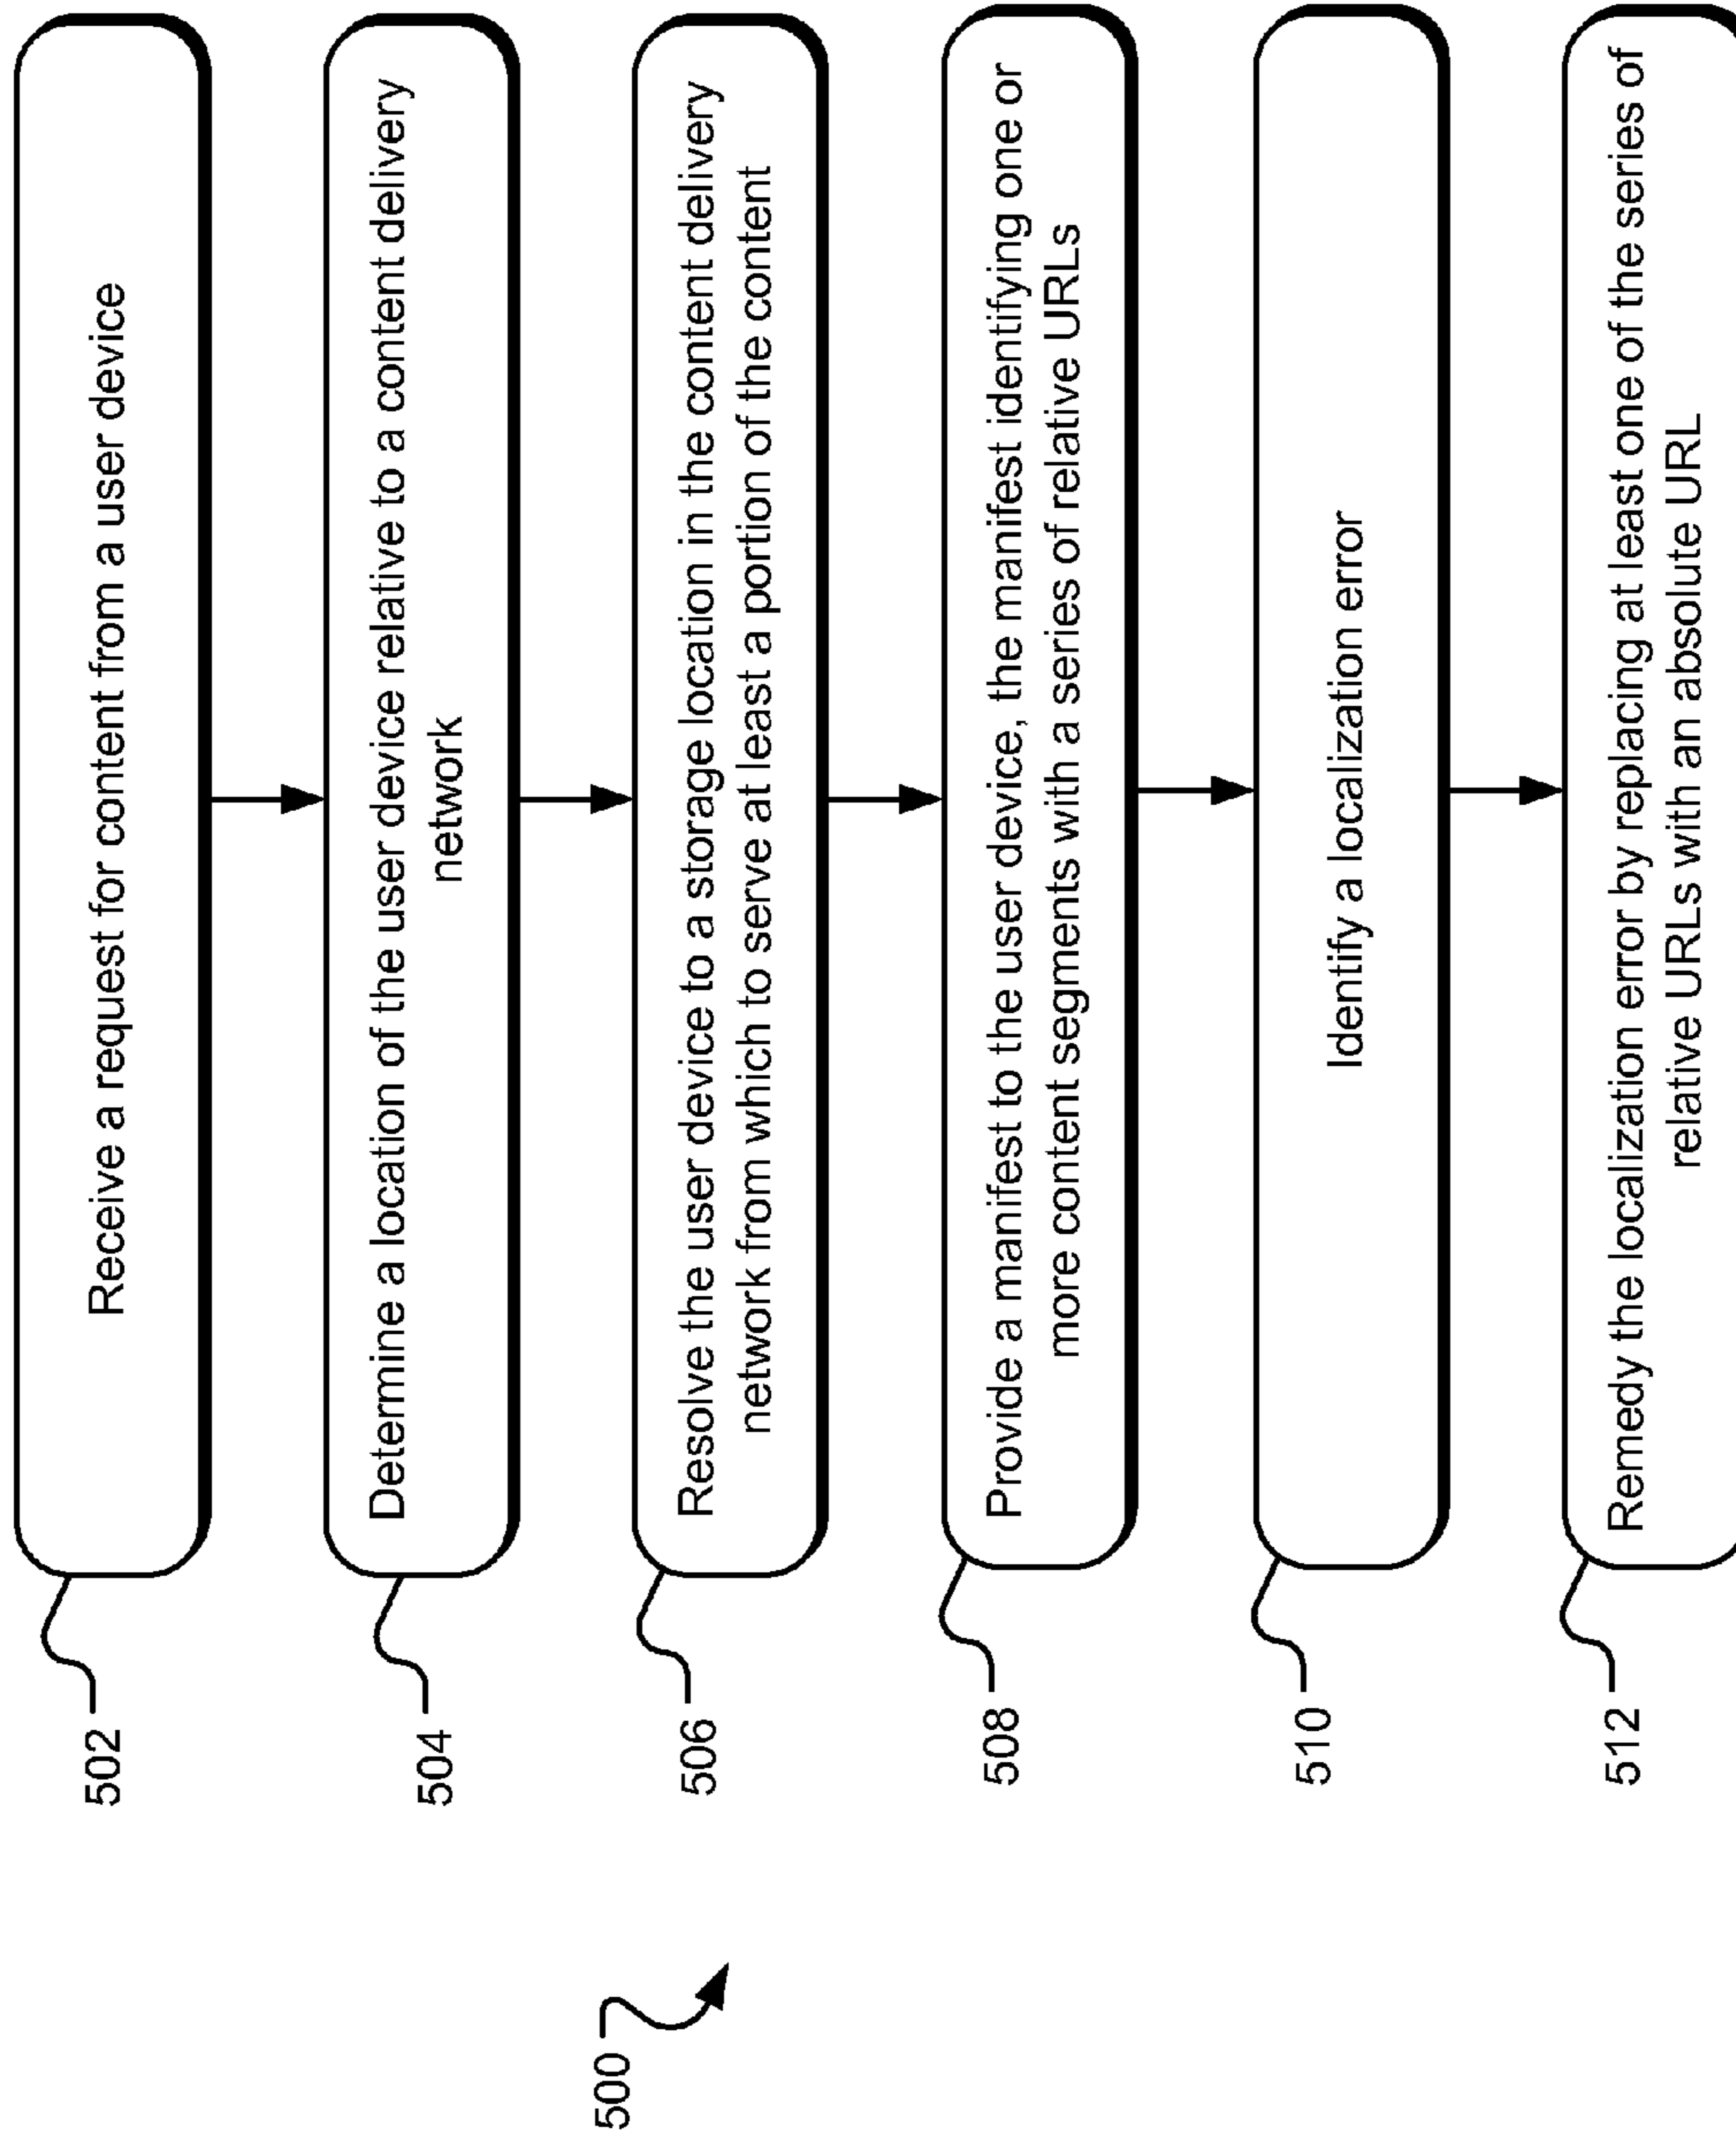 500
502
Receive a request for content from a user device
504
Determine a location of the user device relative to a content delivery
network
506
Resolve the user device to a storage location in the content delivery
network from which to serve at least a portion of the content
508
Provide a manifest to the user device, the manifest identifying one or
more content segments with a series of relative URLs
510
Identify a localization error
512
Remedy the localization error by replacing at least one of the series of
relative URLs with an absolute URL